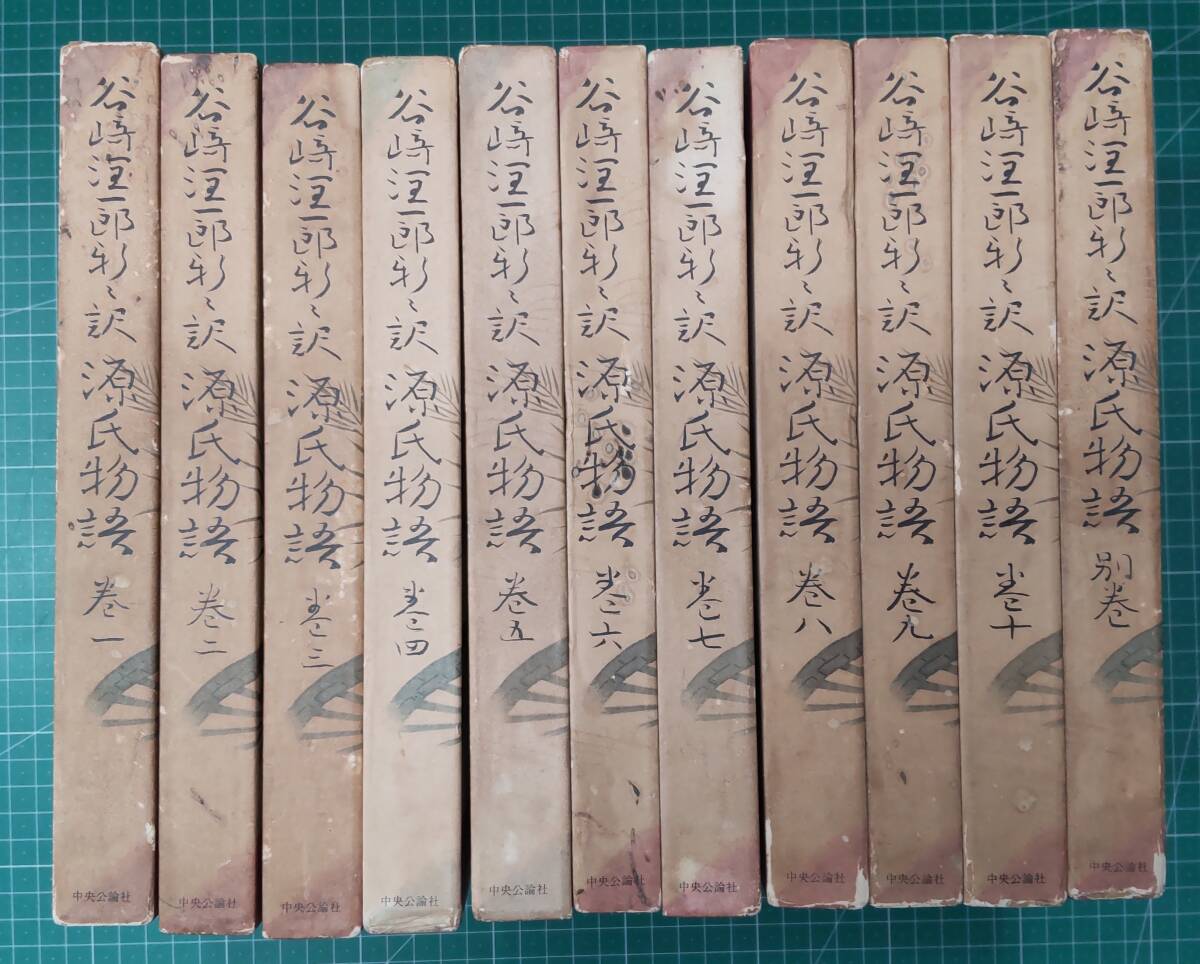 谷崎潤一郎新々訳 源氏物語 巻一
中央公論社
谷崎潤一郎新々訳 源氏物語 巻二
中央公論社
谷崎潤一郎新々訳 源氏物語 巻三
中央公論社
谷崎潤一郎新々訳 源氏物語 巻四
中央公論社
谷崎潤一郎新々訳 源氏物語 巻五
中央公論社
谷崎潤一郎新々訳 源氏物語 巻六
中央公論社
谷崎潤一郎新々訳 源氏物語 巻七
中央公論社
谷崎潤一郎新々訳 源氏物語 巻八
中央公論社
谷崎潤一郎新々訳 源氏物語 巻九
中央公論社
谷崎潤一郎新々訳 源氏物語 巻十
中央公論社
谷崎潤一郎新々訳 源氏物語 別巻
中央公論社